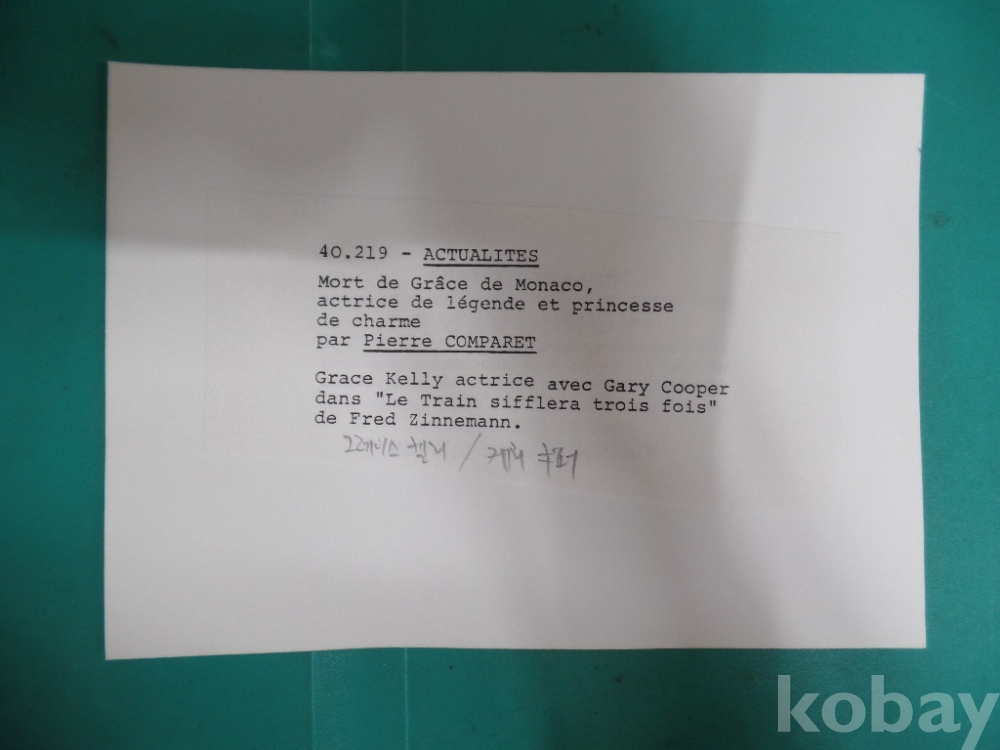 40.219 - ACTUALITES
Mort de Grâce de Monaco,
actrice de légende et princesse
de charme
par Pierre COMPARET
Grace Kelly actrice avec Gary Cooper
dans "Le Train sifflera trois fois"
de Fred Zinnemann.
그레이스 켈리 / 게리 쿠퍼
kobay